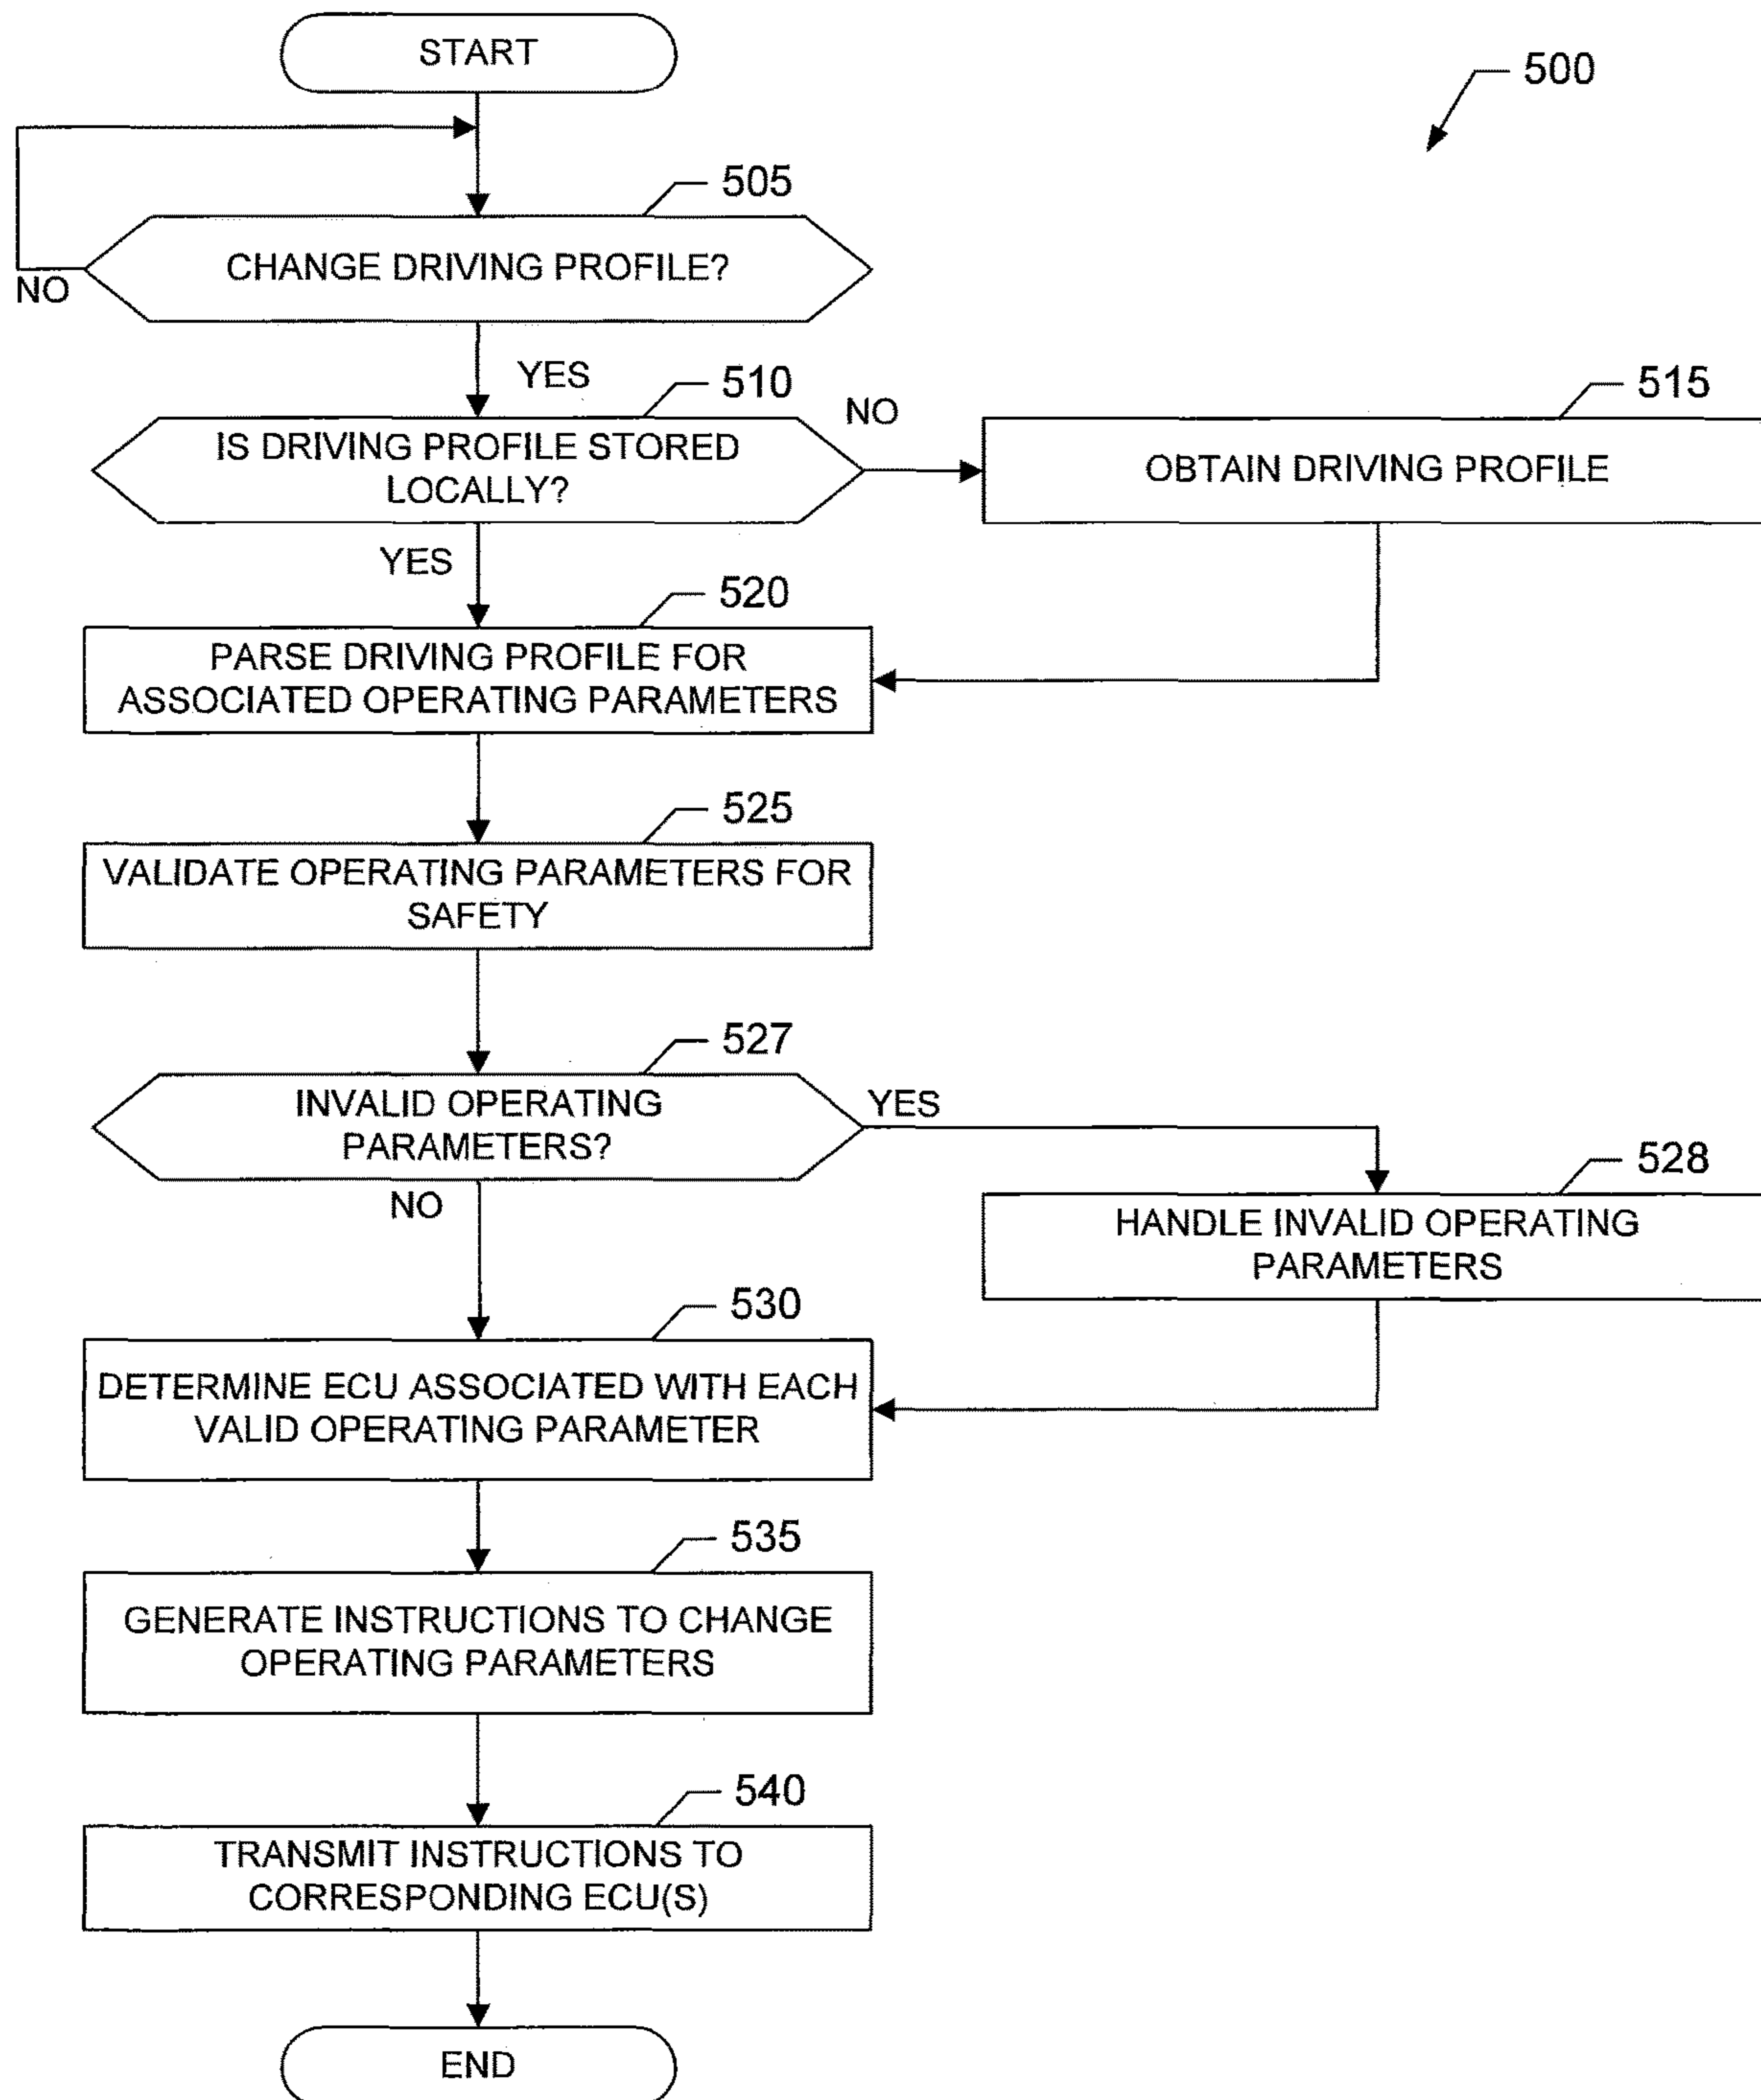 START
500
505
CHANGE DRIVING PROFILE?
NO
YES
510
IS DRIVING PROFILE STORED
LOCALLY?
NO
515
OBTAIN DRIVING PROFILE
YES
520
PARSE DRIVING PROFILE FOR
ASSOCIATED OPERATING PARAMETERS
525
VALIDATE OPERATING PARAMETERS FOR
SAFETY
527
INVALID OPERATING
PARAMETERS?
YES
528
HANDLE INVALID OPERATING
PARAMETERS
NO
530
DETERMINE ECU ASSOCIATED WITH EACH
VALID OPERATING PARAMETER
535
GENERATE INSTRUCTIONS TO CHANGE
OPERATING PARAMETERS
540
TRANSMIT INSTRUCTIONS TO
CORRESPONDING ECU(S)
END